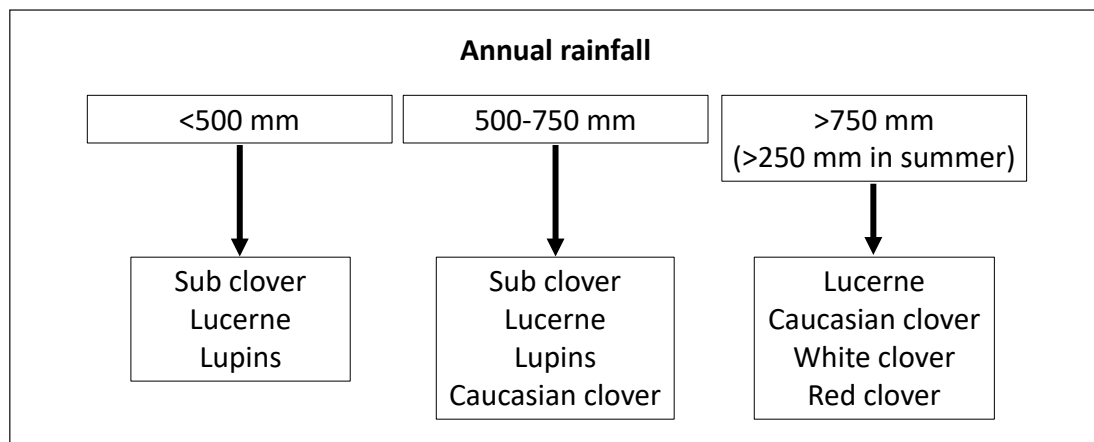 Annual rainfall
<500 mm
500-750 mm
>750 mm
(>250 mm in summer)
Sub clover
Lucerne
Lupins
Sub clover
Lucerne
Lupins
Caucasian clover
Lucerne
Caucasian clover
White clover
Red clover